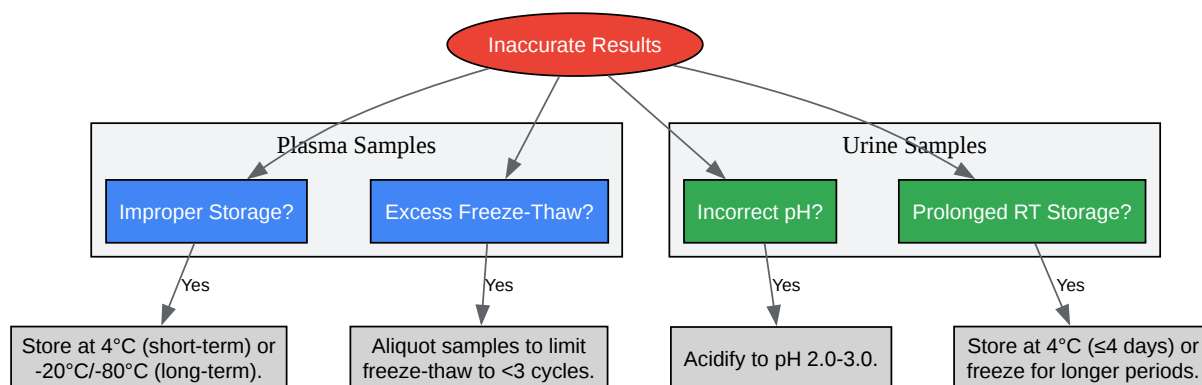 Inaccurate Results
Plasma Samples
Urine Samples
Improper Storage?
Excess Freeze-Thaw?
Incorrect pH?
Prolonged RT Storage?
Yes
Yes
Yes
Yes
Store at 4°C (short-term) or
-20°C/-80°C (long-term).
Aliquot samples to limit
freeze-thaw to <3 cycles.
Acidify to pH 2.0-3.0.
Store at 4°C (≤4 days) or
freeze for longer periods.